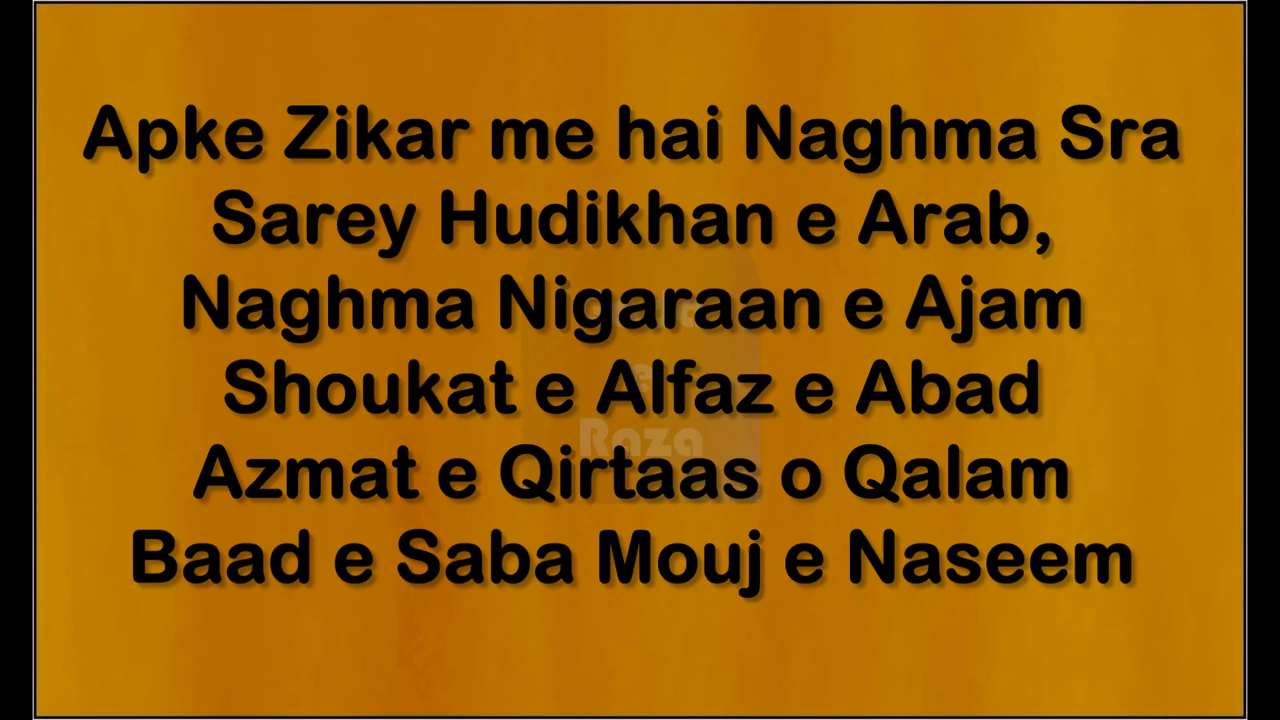 Apke Zikar me hai Naghma Sra
Sarey Hudikhan e Arab,
Naghma Nigaraan e Ajam
Shoukat e Alfaz e Abad
Azmat e Qirtaas o Qalam
Baad e Saba Mouj e Naseem
Raza